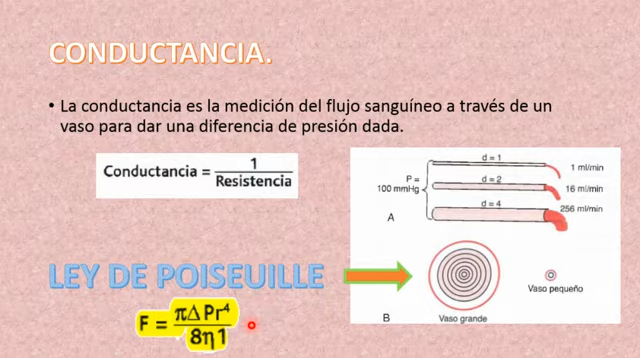 CONDUCTANCIA.
• La conductancia es la medición del flujo sanguíneo a través de un
vaso para dar una diferencia de presión dada.
Conductancia = 1 / Resistencia
d = 1
1 ml/min
P =
100 mmHg
d = 2
16 ml/min
d = 4
256 ml/min
A
LEY DE POISEUILLE
F = πΔPr⁴ / 8η1
B
Vaso grande
Vaso pequeño